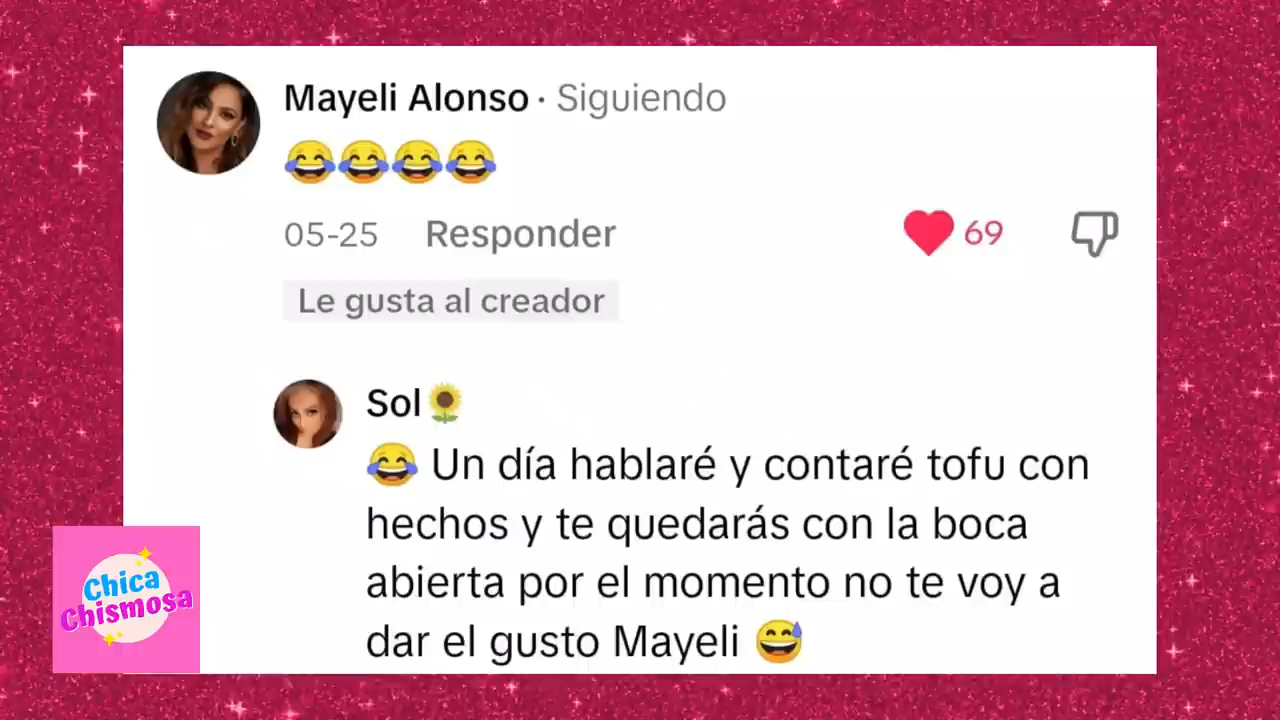 Mayeli Alonso · Siguiendo
😂😂😂😂
05-25 Responder 69
Le gusta al creador
Sol🌻
😂 Un día hablaré y contaré tofu con
hechos y te quedarás con la boca
abierta por el momento no te voy a
dar el gusto Mayeli 😅
Chica
Chismosa